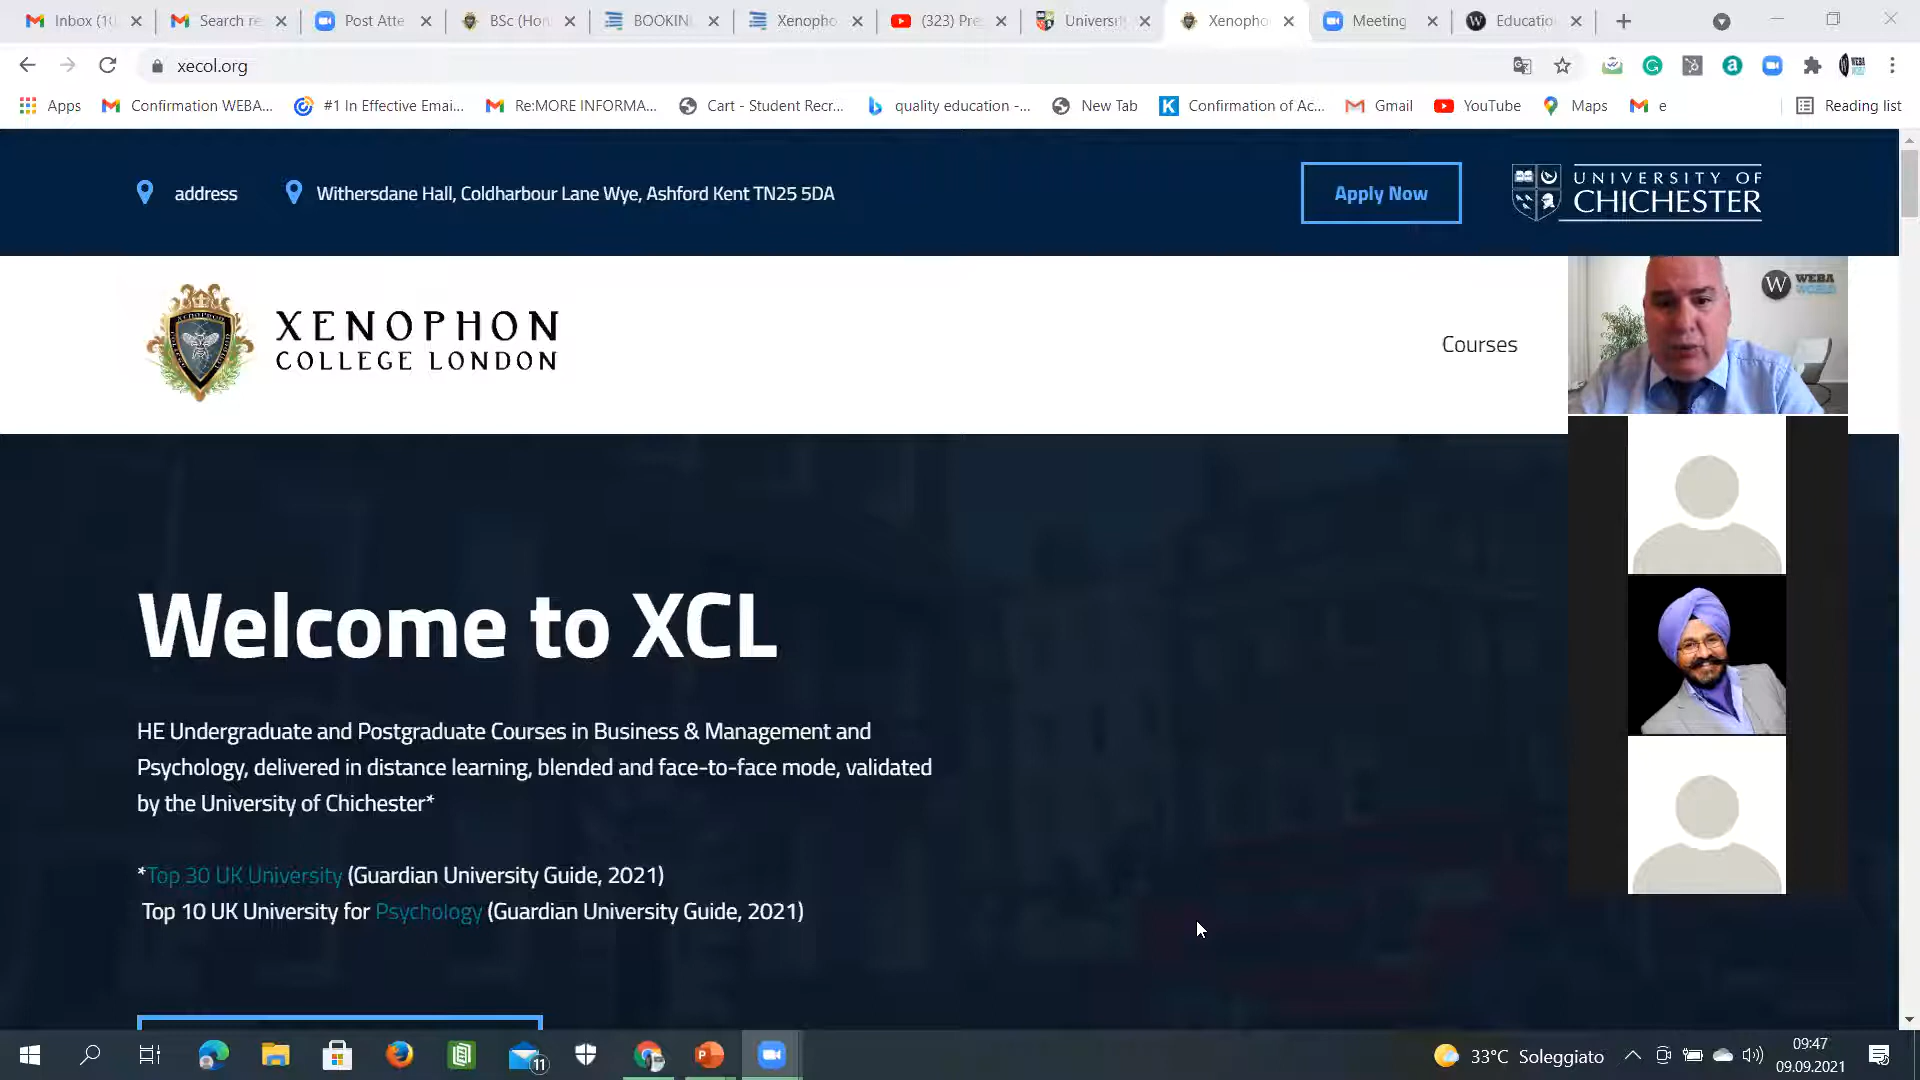 Inbox (1(
Search re
Post Atte
BSc (Hon
BOOKIN
Xenopho
(323) Pre
Universit
Xenopho
Meeting
Educatio
xecol.org
Apps
Confirmation WEBA...
#1 In Effective Emai...
Re:MORE INFORMA...
Cart - Student Recr...
quality education -...
New Tab
Confirmation of Ac...
Gmail
YouTube
Maps
e
Reading list
address
Withersdane Hall, Coldharbour Lane Wye, Ashford Kent TN25 5DA
Apply Now
UNIVERSITY OF
CHICHESTER
XENOPHON
COLLEGE LONDON
Courses
W WEBA
WORLD
Welcome to XCL
HE Undergraduate and Postgraduate Courses in Business & Management and
Psychology, delivered in distance learning, blended and face-to-face mode, validated
by the University of Chichester*
*Top 30 UK University (Guardian University Guide, 2021)
Top 10 UK University for Psychology (Guardian University Guide, 2021)
11
33°C Soleggiato
09:47
09.09.2021